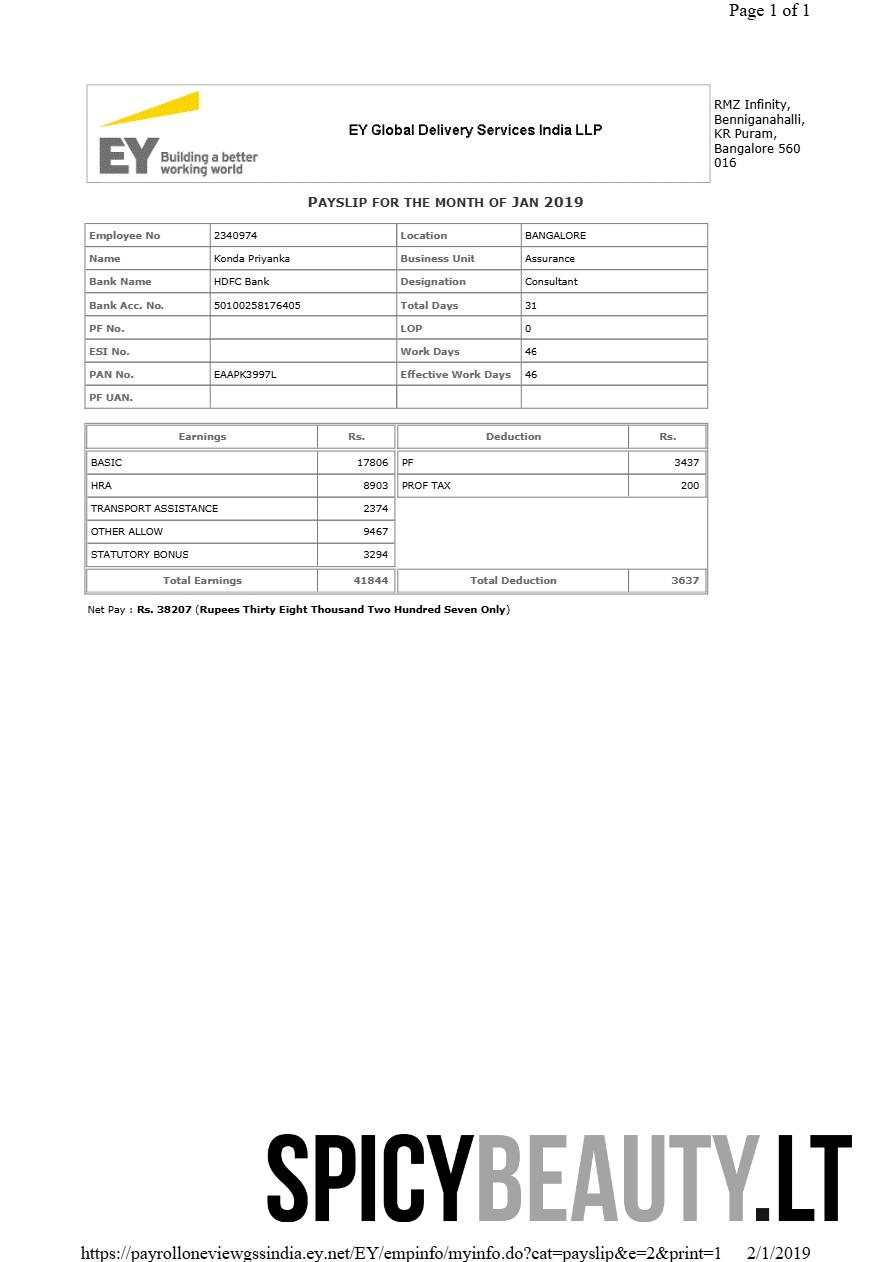 Page 1 of 1
EY Building a better working world
EY Global Delivery Services India LLP
RMZ Infinity,
Benniganahalli,
KR Puram,
Bangalore 560
016
PAYSLIP FOR THE MONTH OF JAN 2019
Employee No 2340974 Location BANGALORE
Name Konda Priyanka Business Unit Assurance
Bank Name HDFC Bank Designation Consultant
Bank Acc. No. 50100258176405 Total Days 31
PF No. LOP 0
ESI No. Work Days 46
PAN No. EAAPK3997L Effective Work Days 46
PF UAN.
Earnings Rs. Deduction Rs.
BASIC 17806 PF 3437
HRA 8903 PROF TAX 200
TRANSPORT ASSISTANCE 2374
OTHER ALLOW 9467
STATUTORY BONUS 3294
Total Earnings 41844 Total Deduction 3637
Net Pay : Rs. 38207 (Rupees Thirty Eight Thousand Two Hundred Seven Only)
SPICYBEAUTY.LT
https://payrolloneviewgssindia.ey.net/EY/empinfo/myinfo.do?cat=payslip&e=2&print=1 2/1/2019